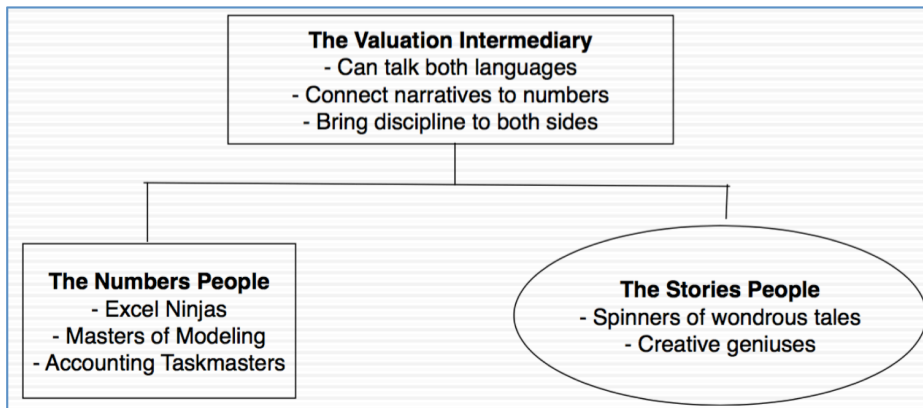 The Valuation Intermediary
- Can talk both languages
- Connect narratives to numbers
- Bring discipline to both sides
The Numbers People
- Excel Ninjas
- Masters of Modeling
- Accounting Taskmasters
The Stories People
- Spinners of wondrous tales
- Creative geniuses